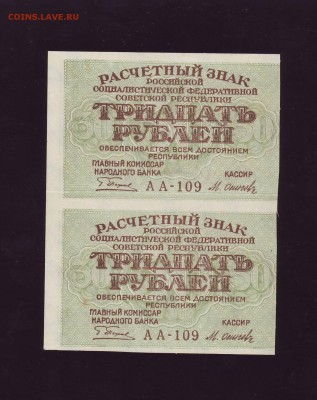 COINS.LAVE.RU
РАСЧЕТНЫЙ ЗНАК
РОССИЙСКОЙ
СОЦИАЛИСТИЧЕСКОЙ ФЕДЕРАТИВНОЙ
СОВЕТСКОЙ РЕСПУБЛИКИ
ТРИДЦАТЬ
РУБЛЕЙ
ОБЕСПЕЧИВАЕТСЯ ВСЕМ ДОСТОЯНИЕМ
РЕСПУБЛИКИ
ГЛАВНЫЙ КОМИССАР
НАРОДНОГО БАНКА
КАССИР
АА-109
РАСЧЕТНЫЙ ЗНАК
РОССИЙСКОЙ
СОЦИАЛИСТИЧЕСКОЙ ФЕДЕРАТИВНОЙ
СОВЕТСКОЙ РЕСПУБЛИКИ
ТРИДЦАТЬ
РУБЛЕЙ
ОБЕСПЕЧИВАЕТСЯ ВСЕМ ДОСТОЯНИЕМ
РЕСПУБЛИКИ
ГЛАВНЫЙ КОМИССАР
НАРОДНОГО БАНКА
КАССИР
АА-109